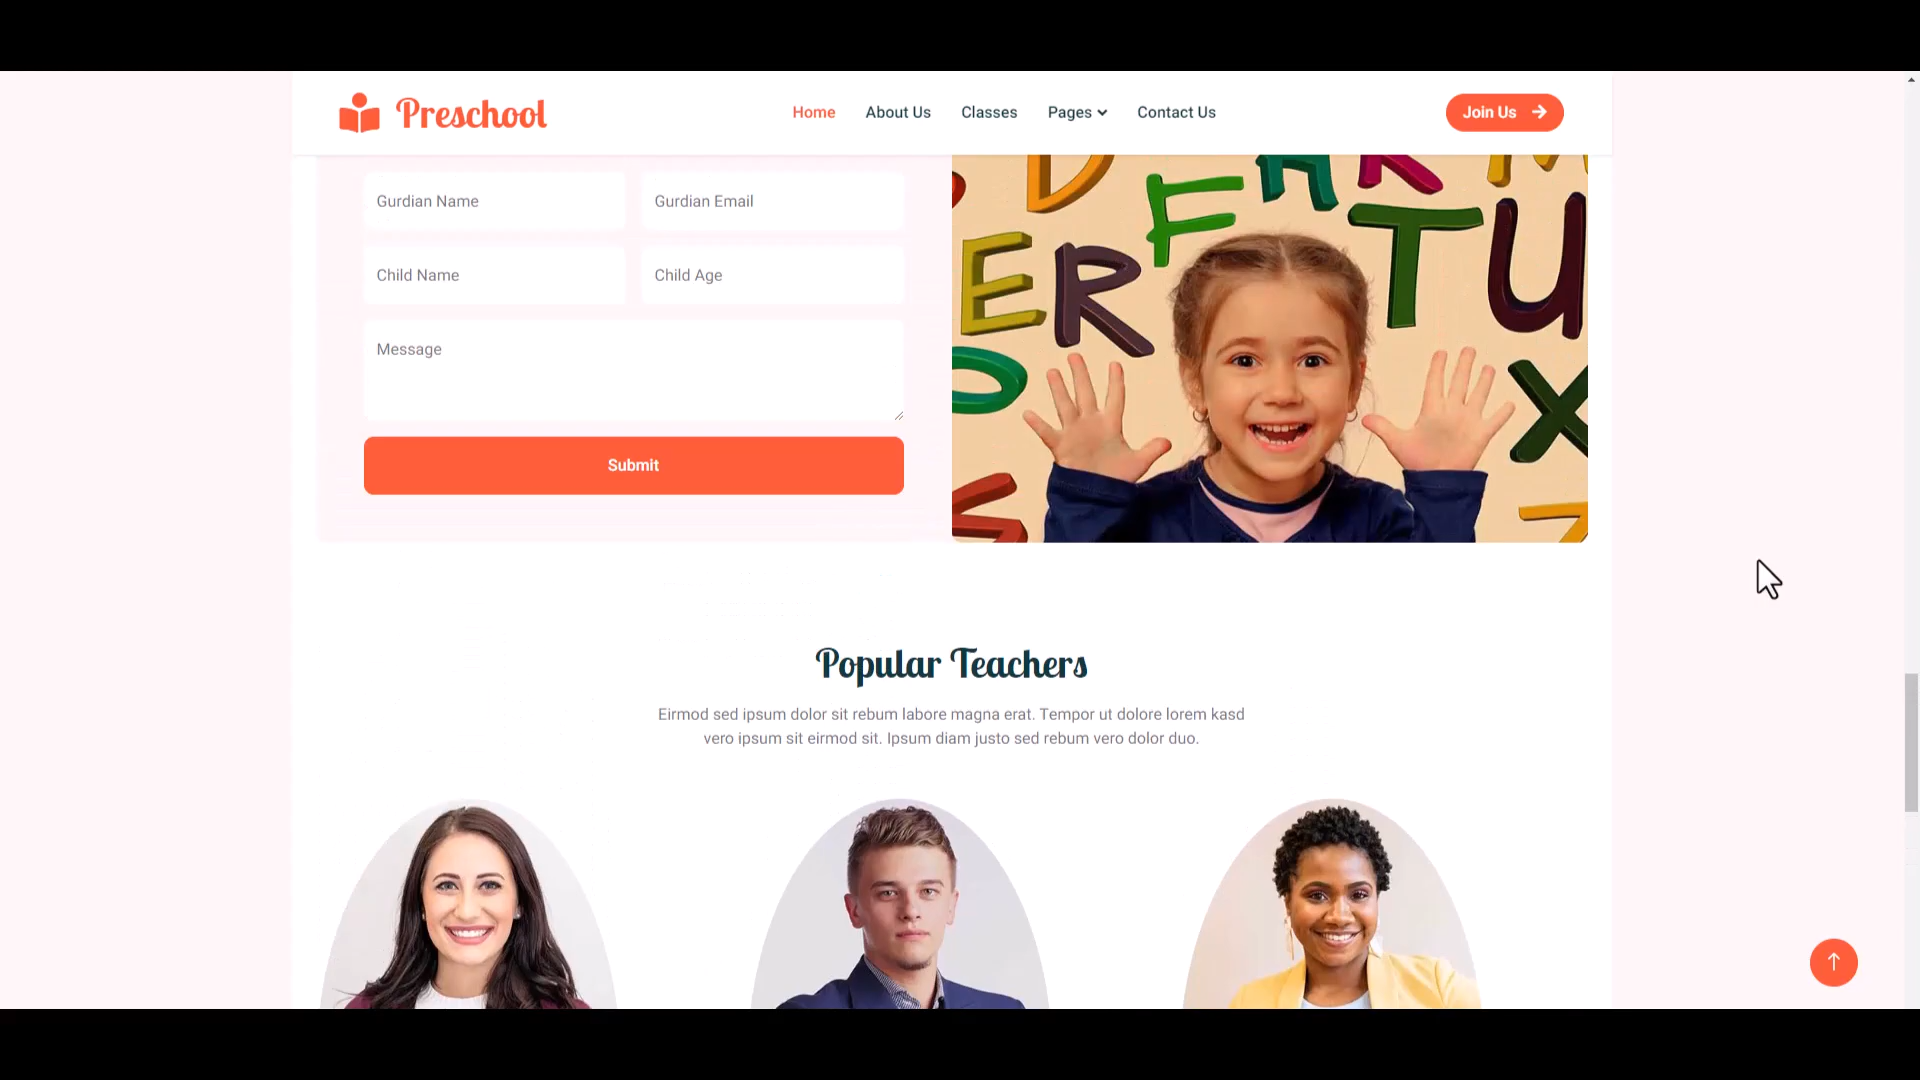 Preschool
Home
About Us
Classes
Pages
Contact Us
Join Us
Gurdian Name
Gurdian Email
Child Name
Child Age
Message
Submit
D F A R M
E R T U
O X
S Z
Popular Teachers
Eirmod sed ipsum dolor sit rebum labore magna erat. Tempor ut dolore lorem kasd
vero ipsum sit eirmod sit. Ipsum diam justo sed rebum vero dolor duo.